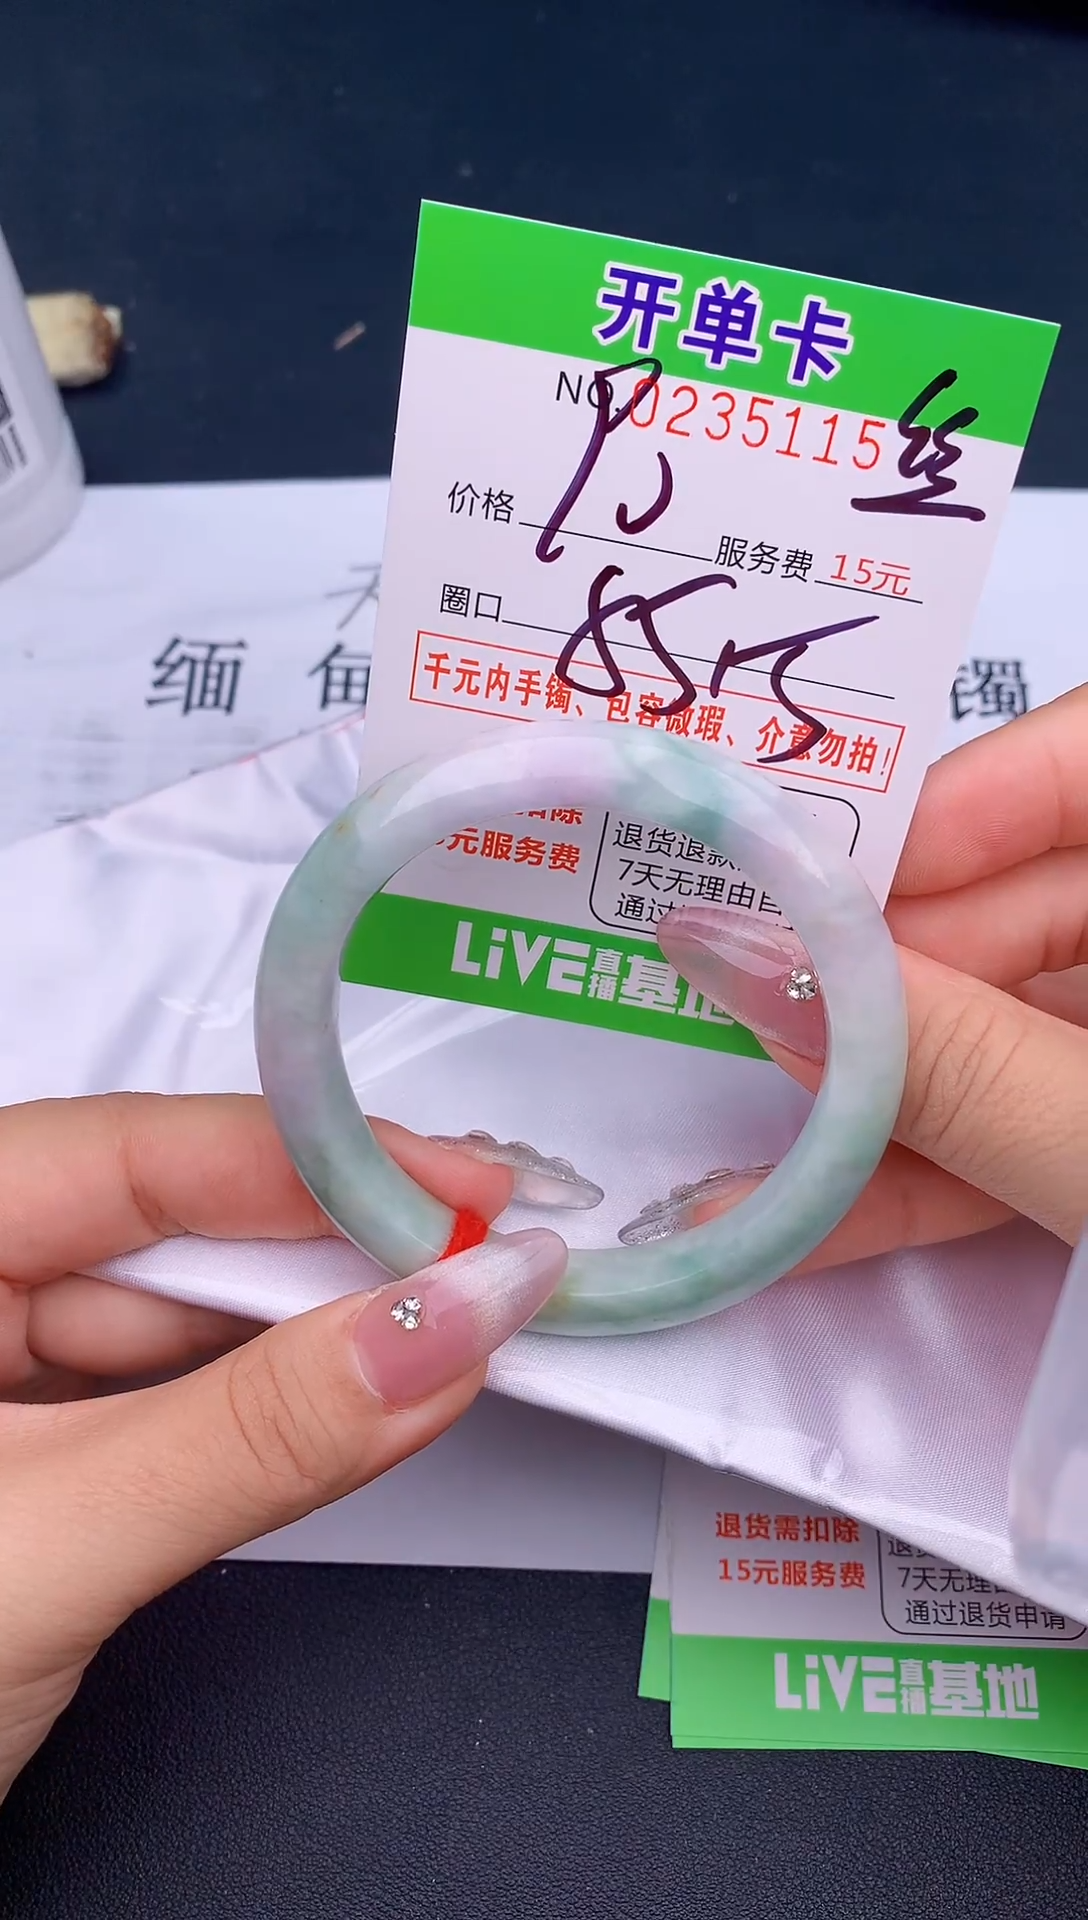 开单卡
NO.0235115
丝
价格
服务费 15元
圈口
千元内手镯、包容微瑕、介意勿拍!
扣除
元服务费
退货退款
7天无理由
通过
LiVE直播基地
缅甸
镯
退货需扣除
15元服务费
7天无理
通过退货申请
LiVE直播基地